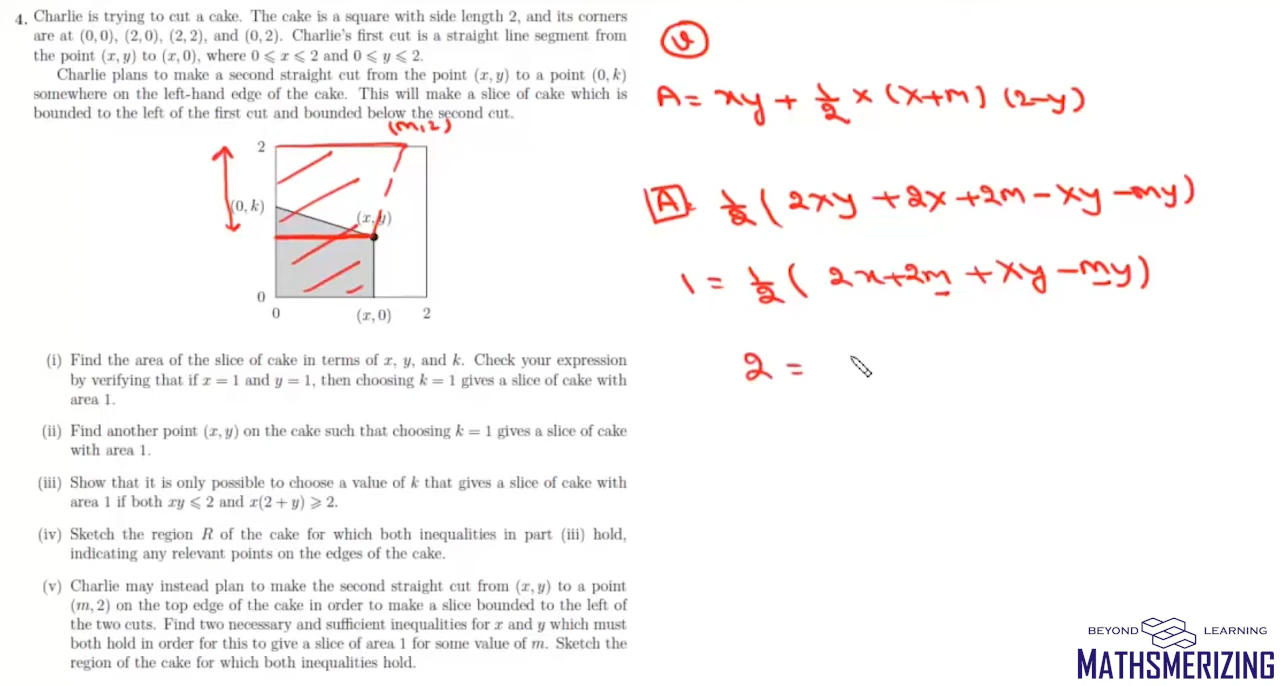 4. Charlie is trying to cut a cake. The cake is a square with side length 2, and its corners
are at (0,0), (2,0), (2,2), and (0,2). Charlie's first cut is a straight line segment from
the point (x, y) to (x, 0), where 0 ⩽ x ⩽ 2 and 0 ⩽ y ⩽ 2.
Charlie plans to make a second straight cut from the point (x, y) to a point (0, k)
somewhere on the left-hand edge of the cake. This will make a slice of cake which is
bounded to the left of the first cut and bounded below the second cut.
(m, 2)
2
(0, k)
(x, y)
0
0
(x, 0)
2
(i) Find the area of the slice of cake in terms of x, y, and k. Check your expression
by verifying that if x = 1 and y = 1, then choosing k = 1 gives a slice of cake with
area 1.
(ii) Find another point (x, y) on the cake such that choosing k = 1 gives a slice of cake
with area 1.
(iii) Show that it is only possible to choose a value of k that gives a slice of cake with
area 1 if both xy ⩽ 2 and x(2 + y) ⩾ 2.
(iv) Sketch the region R of the cake for which both inequalities in part (iii) hold,
indicating any relevant points on the edges of the cake.
(v) Charlie may instead plan to make the second straight cut from (x, y) to a point
(m, 2) on the top edge of the cake in order to make a slice bounded to the left of
the two cuts. Find two necessary and sufficient inequalities for x and y which must
both hold in order for this to give a slice of area 1 for some value of m. Sketch the
region of the cake for which both inequalities hold.
(v)
A = xy + 1/2 × (x+m) (2-y)
A = 1/2 ( 2xy + 2x + 2m - xy - my)
1 = 1/2 ( 2x + 2m + xy - my)
2 =
BEYOND LEARNING
MATHSMERIZING